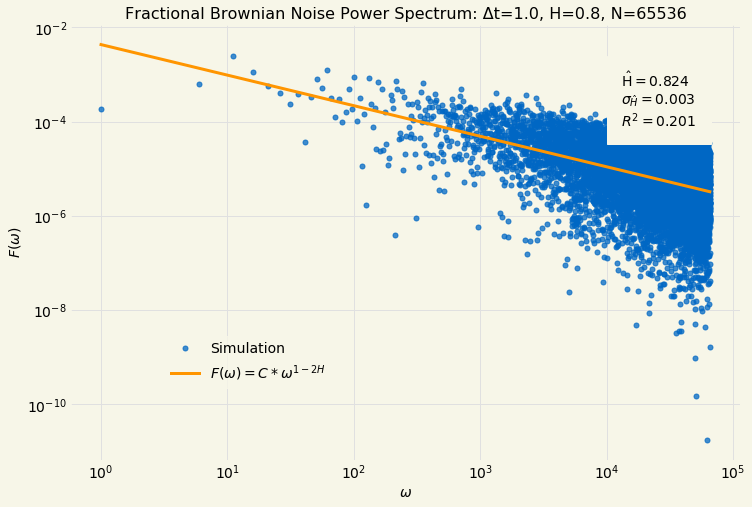 Fractional Brownian Noise Power Spectrum: Δt=1.0, H=0.8, N=65536
10⁻²
10⁻⁴
10⁻⁶
10⁻⁸
10⁻¹⁰
F(ω)
Ĥ = 0.824
σ_Ĥ = 0.003
R² = 0.201
Simulation
F(ω) = C * ω¹⁻²ᴴ
10⁰ 10¹ 10² 10³ 10⁴ 10⁵
ω